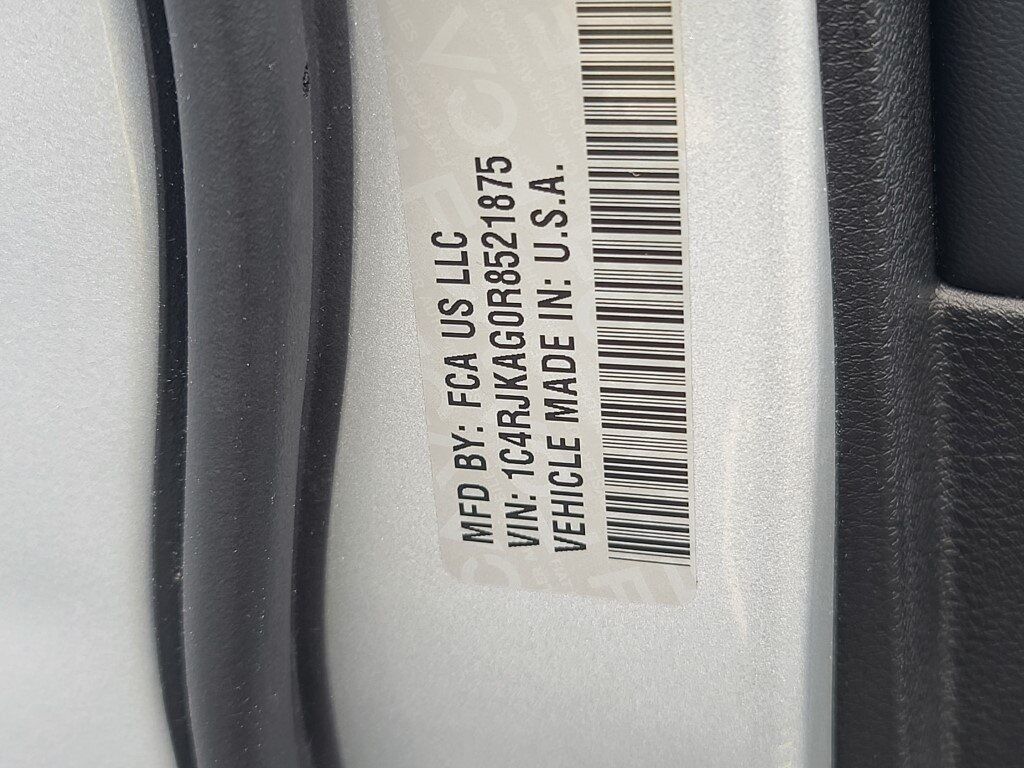 MFD BY: FCA US LLC
VIN: 1C4RJKAG0R8521875
VEHICLE MADE IN: U.S.A.